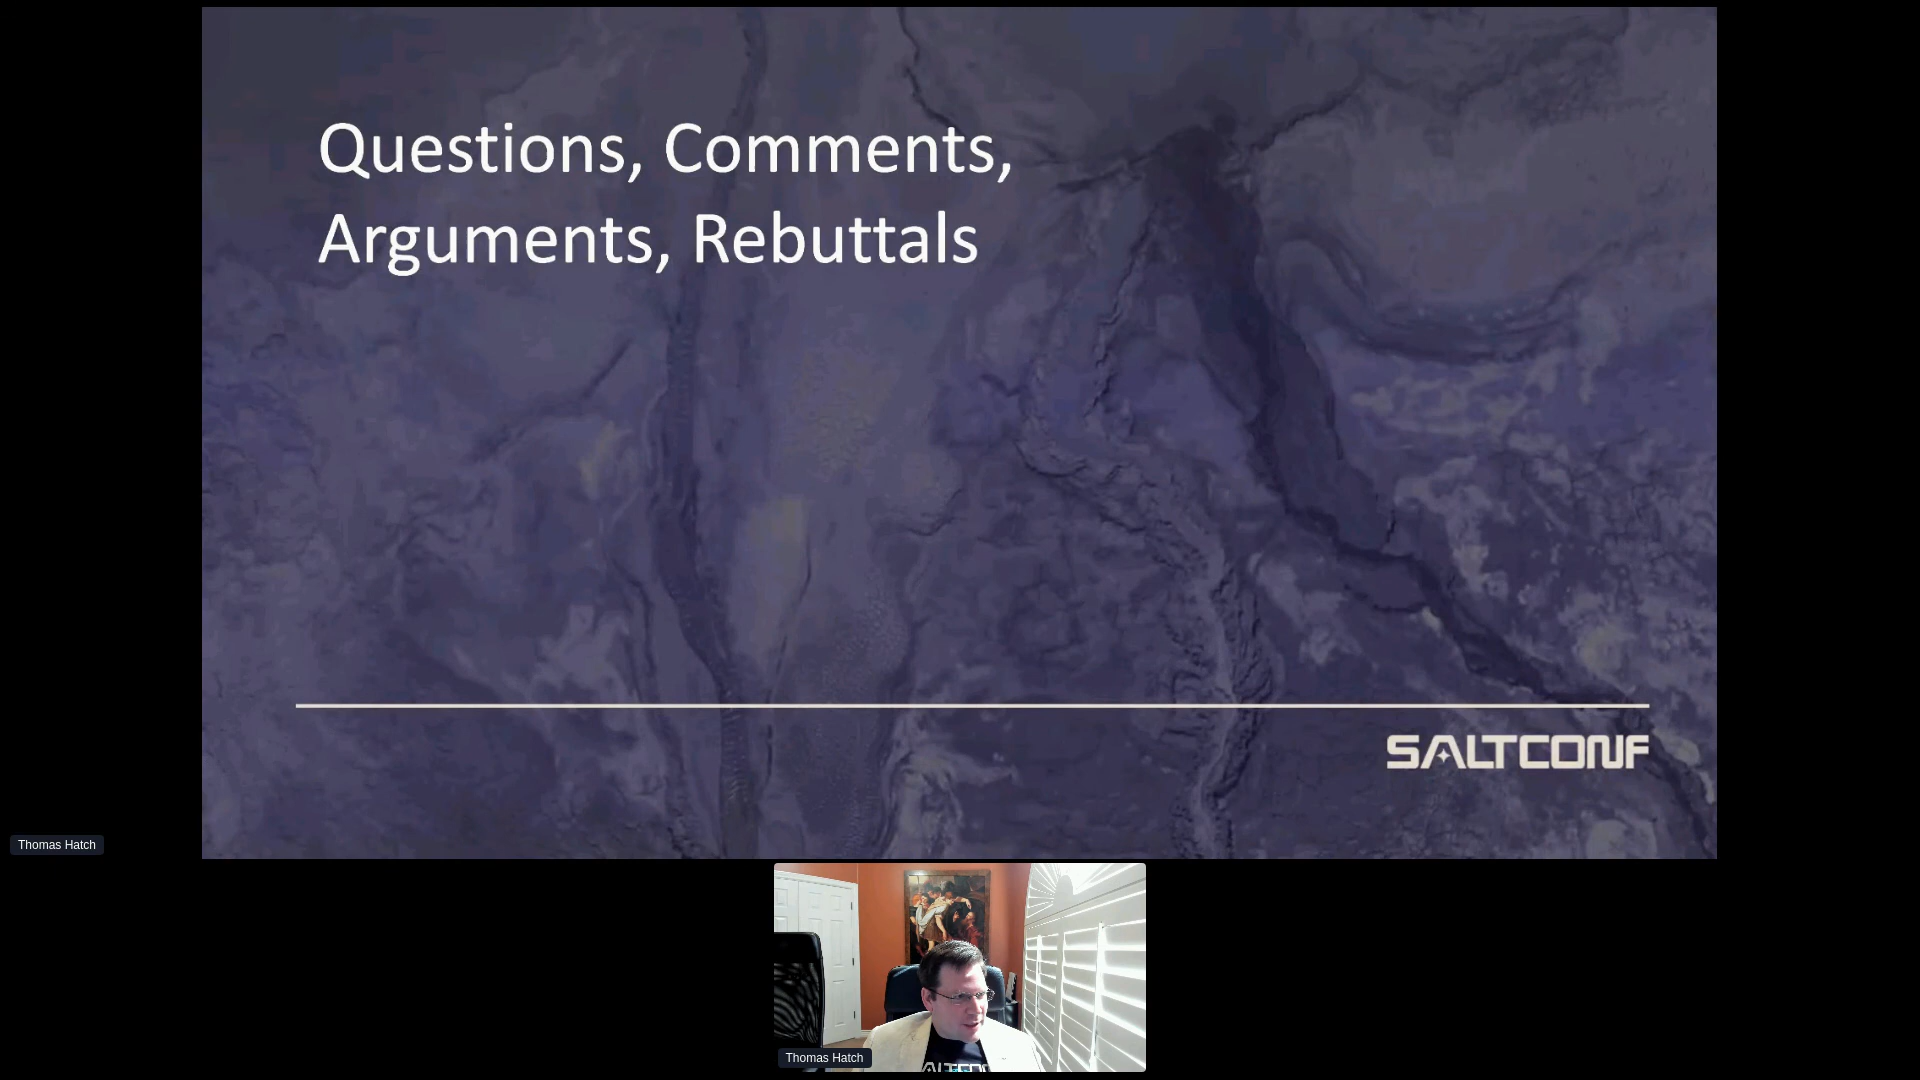 Questions, Comments,
Arguments, Rebuttals
SALTCONF
Thomas Hatch
Thomas Hatch